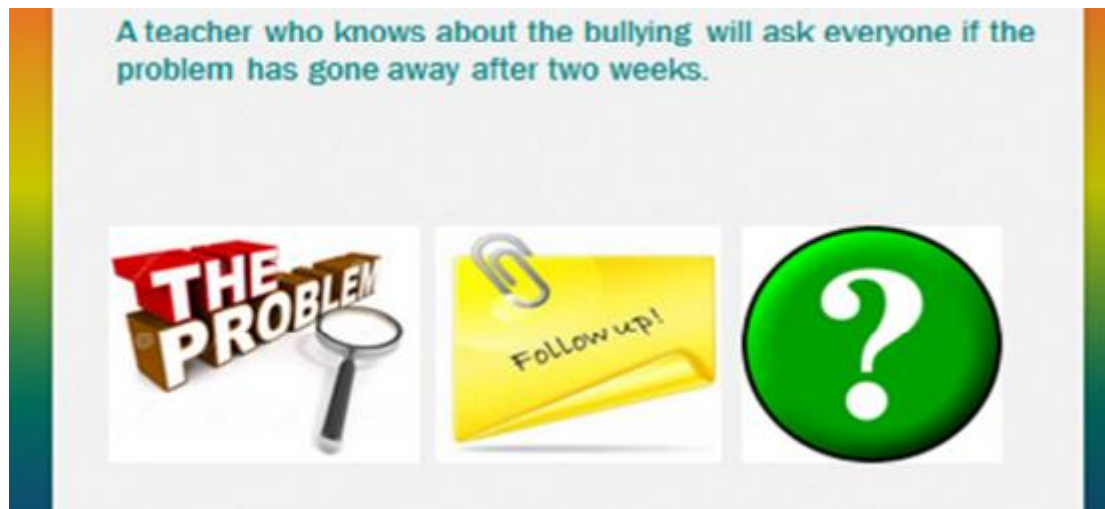 A teacher who knows about the bullying will ask everyone if the
problem has gone away after two weeks.
THE
PROBLEM
Follow up!
?